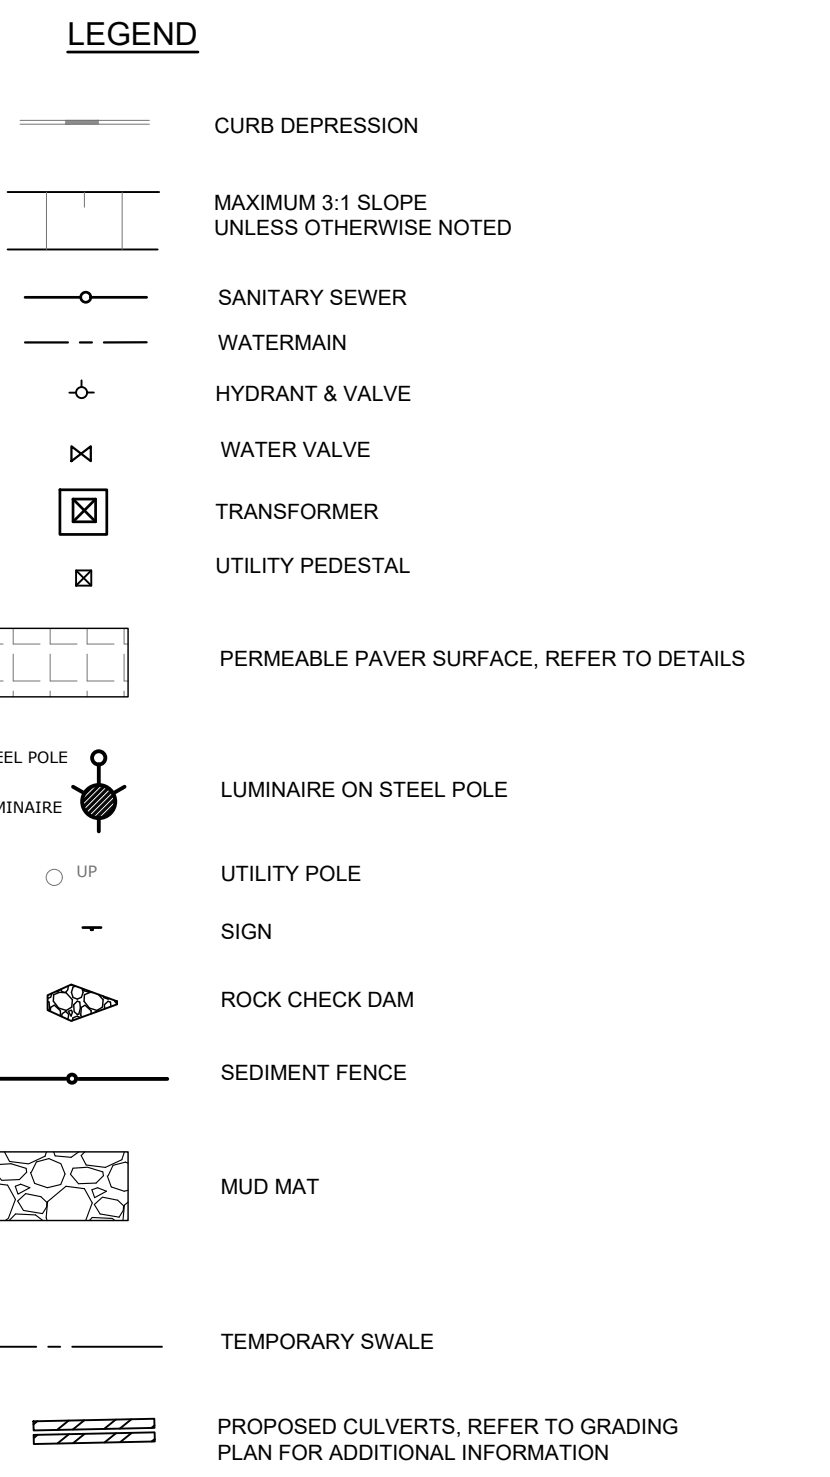 LEGEND
CURB DEPRESSION
MAXIMUM 3:1 SLOPE
UNLESS OTHERWISE NOTED
SANITARY SEWER
WATERMAIN
HYDRANT & VALVE
WATER VALVE
TRANSFORMER
UTILITY PEDESTAL
PERMEABLE PAVER SURFACE, REFER TO DETAILS
POLE
LUMINAIRE ON STEEL POLE
UP
UTILITY POLE
SIGN
ROCK CHECK DAM
SEDIMENT FENCE
MUD MAT
TEMPORARY SWALE
PROPOSED CULVERTS, REFER TO GRADING
PLAN FOR ADDITIONAL INFORMATION